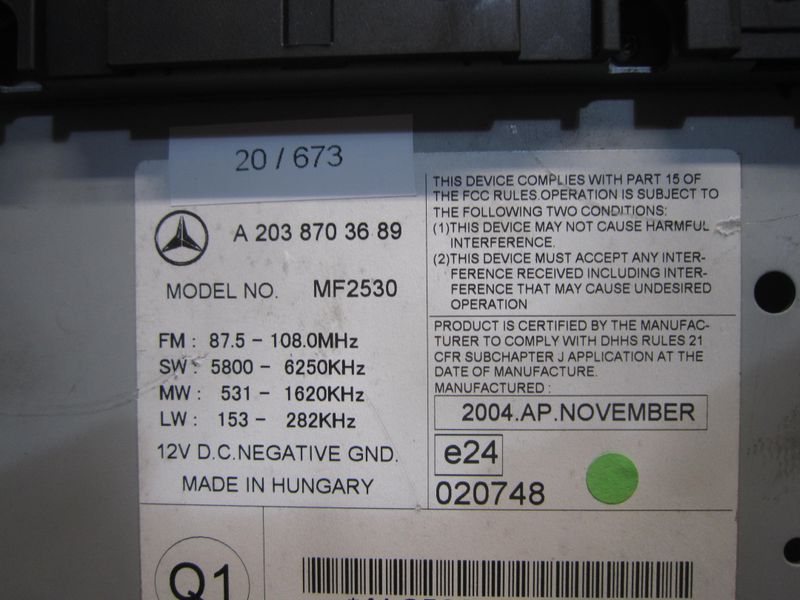 20 / 673
A 203 870 36 89
MODEL NO. MF2530
FM : 87.5 - 108.0MHz
SW : 5800 - 6250KHz
MW : 531 - 1620KHz
LW : 153 - 282KHz
12V D.C.NEGATIVE GND.
MADE IN HUNGARY
THIS DEVICE COMPLIES WITH PART 15 OF
THE FCC RULES.OPERATION IS SUBJECT TO
THE FOLLOWING TWO CONDITIONS:
(1)THIS DEVICE MAY NOT CAUSE HARMFUL
INTERFERENCE.
(2)THIS DEVICE MUST ACCEPT ANY INTER-
FERENCE RECEIVED INCLUDING INTER-
FERENCE THAT MAY CAUSE UNDESIRED
OPERATION
PRODUCT IS CERTIFIED BY THE MANUFAC-
TURER TO COMPLY WITH DHHS RULES 21
CFR SUBCHAPTER J APPLICATION AT THE
DATE OF MANUFACTURE.
MANUFACTURED :
2004.AP.NOVEMBER
e24
020748
Q1